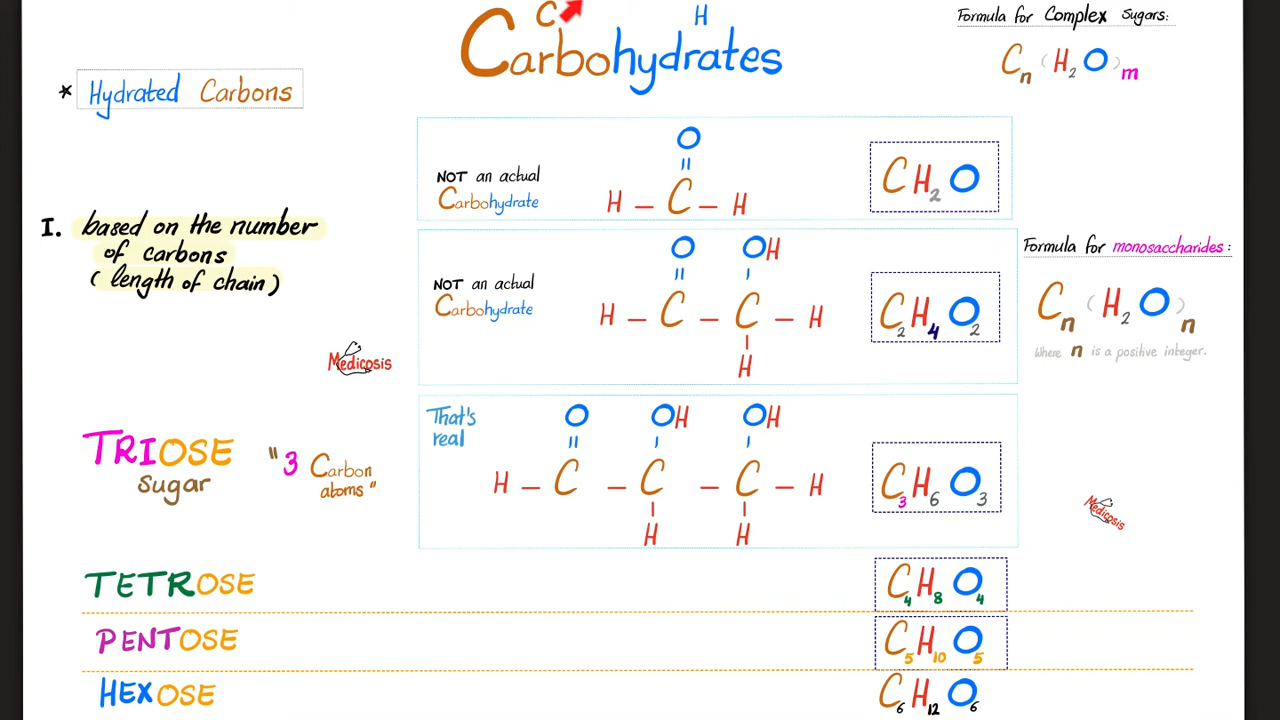 C H
Carbohydrates
Formula for Complex Sugars:
Cn (H2O)m
* Hydrated Carbons
NOT an actual
Carbohydrate
O
=
H – C – H
CH2O
I. based on the number
of carbons
(length of chain)
NOT an actual
Carbohydrate
O OH
H – C – C – H
H
C2H4O2
Formula for monosaccharides:
Cn (H2O)n
Where n is a positive integer.
Medicosis
TRIOSE
Sugar
"3 Carbon
atoms"
That's
real
O OH OH
H – C – C – C – H
H H
C3H6O3
Medicosis
TETROSE C4H8O4
PENTOSE C5H10O5
HEXOSE C6H12O6